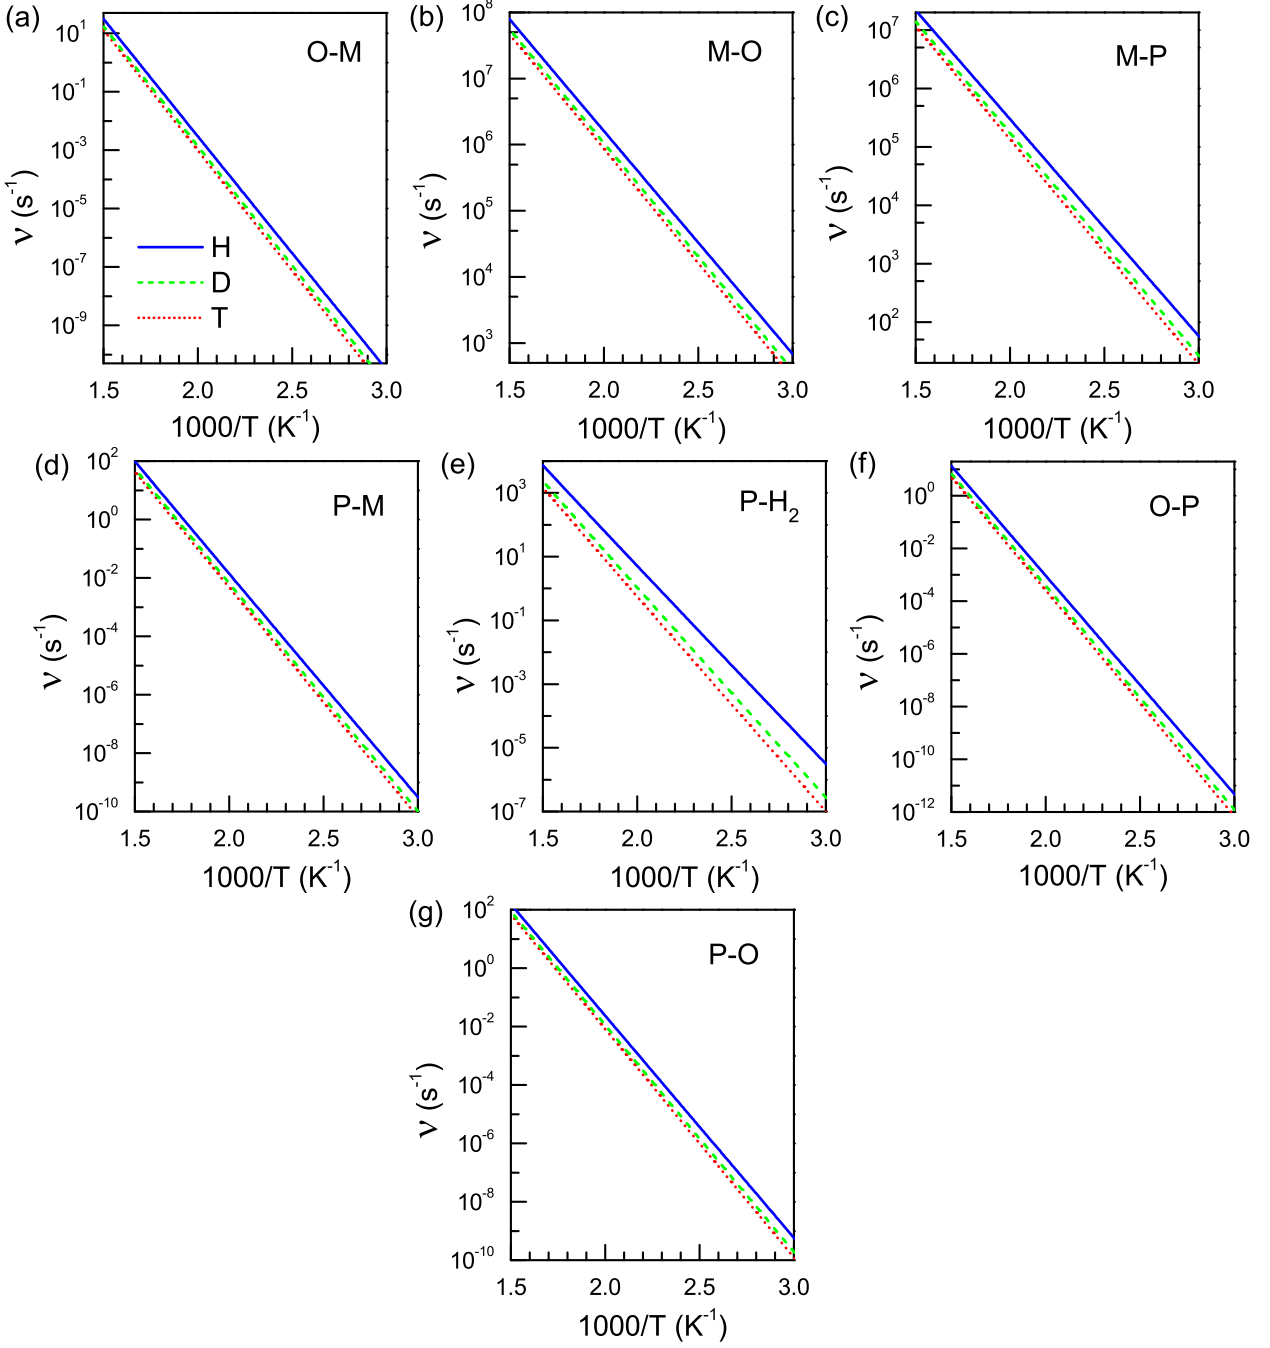 (a)
O-M
10^1
10^-1
10^-3
10^-5
10^-7
10^-9
ν (s^-1)
H
D
T
1.5 2.0 2.5 3.0
1000/T (K^-1)
(b)
M-O
10^8
10^7
10^6
10^5
10^4
10^3
ν (s^-1)
1.5 2.0 2.5 3.0
1000/T (K^-1)
(c)
M-P
10^7
10^6
10^5
10^4
10^3
10^2
ν (s^-1)
1.5 2.0 2.5 3.0
1000/T (K^-1)
(d)
P-M
10^2
10^0
10^-2
10^-4
10^-6
10^-8
10^-10
ν (s^-1)
1.5 2.0 2.5 3.0
1000/T (K^-1)
(e)
P-H_2
10^3
10^1
10^-1
10^-3
10^-5
10^-7
ν (s^-1)
1.5 2.0 2.5 3.0
1000/T (K^-1)
(f)
O-P
10^0
10^-2
10^-4
10^-6
10^-8
10^-10
10^-12
ν (s^-1)
1.5 2.0 2.5 3.0
1000/T (K^-1)
(g)
P-O
10^2
10^0
10^-2
10^-4
10^-6
10^-8
10^-10
ν (s^-1)
1.5 2.0 2.5 3.0
1000/T (K^-1)